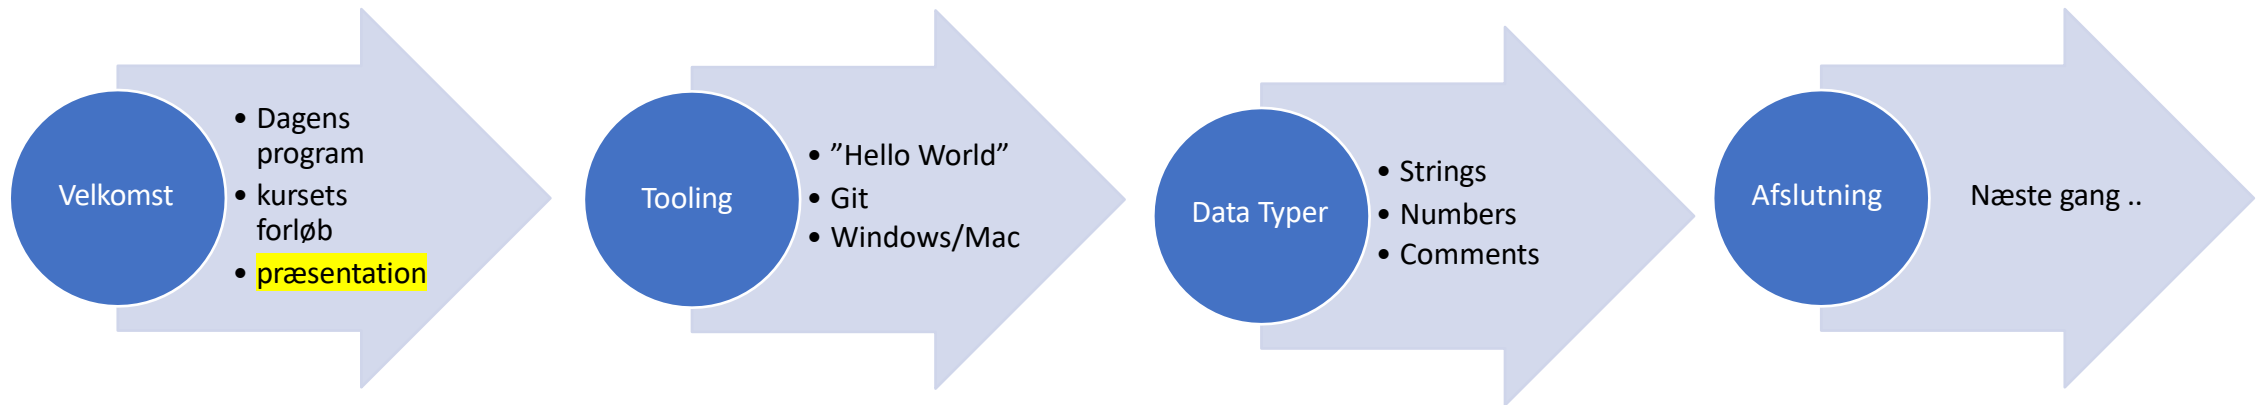 Velkomst
• Dagens
program
• kursets
forløb
• præsentation
Tooling
• ”Hello World”
• Git
• Windows/Mac
Data Typer
• Strings
• Numbers
• Comments
Afslutning
Næste gang ..